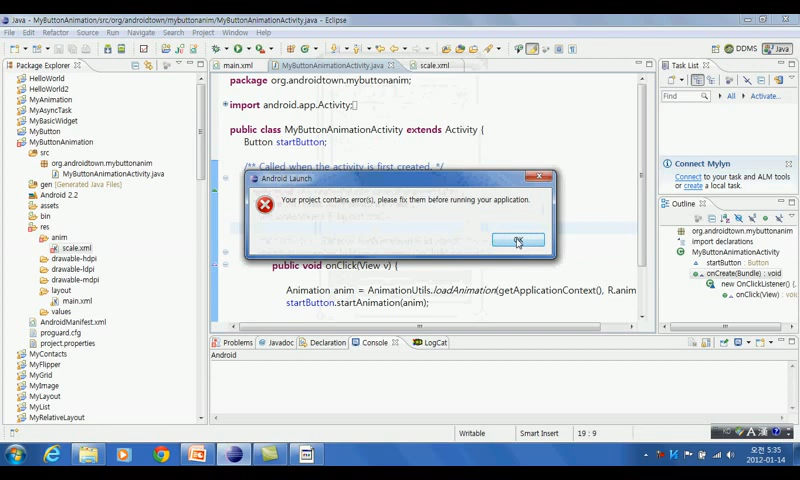 Java - MyButtonAnimation/src/org/androidtown/mybuttonanim/MyButtonAnimationActivity.java - Eclipse
File Edit Refactor Source Navigate Search Project Refactor Run Window Help
DDMS Java
Package Explorer
HelloWorld
HelloWorld2
MyAnimation
MyAsyncTask
MyBasicWidget
MyButton
MyButtonAnimation
src
org.androidtown.mybuttonanim
MyButtonAnimationActivity.java
gen [Generated Java Files]
Android 2.2
assets
bin
res
anim
scale.xml
drawable-hdpi
drawable-ldpi
drawable-mdpi
layout
main.xml
values
AndroidManifest.xml
proguard.cfg
project.properties
MyContacts
MyFlipper
MyGrid
MyImage
MyLayout
MyList
MyRelativeLayout
main.xml MyButtonAnimationActivity.java scale.xml
package org.androidtown.mybuttonanim;
import android.app.Activity;
public class MyButtonAnimationActivity extends Activity {
Button startButton;
/** Called when the activity is first created. */
Android Launch
Your project contains error(s), please fix them before running your application.
public void onClick(View v) {
Animation anim = AnimationUtils.loadAnimation(getApplicationContext(), R.anim
startButton.startAnimation(anim);
Problems Javadoc Declaration Console LogCat
Android
Task List
Find All Activate...
Connect Mylyn
Connect to your task and ALM tools
or create a local task.
Outline
org.androidtown.mybuttonanim
import declarations
MyButtonAnimationActivity
startButton : Button
onCreate(Bundle) : void
new OnClickListener() {
onClick(View) : void
Writable Smart Insert 19 : 9
A 漢
오전 5:35
2012-01-14